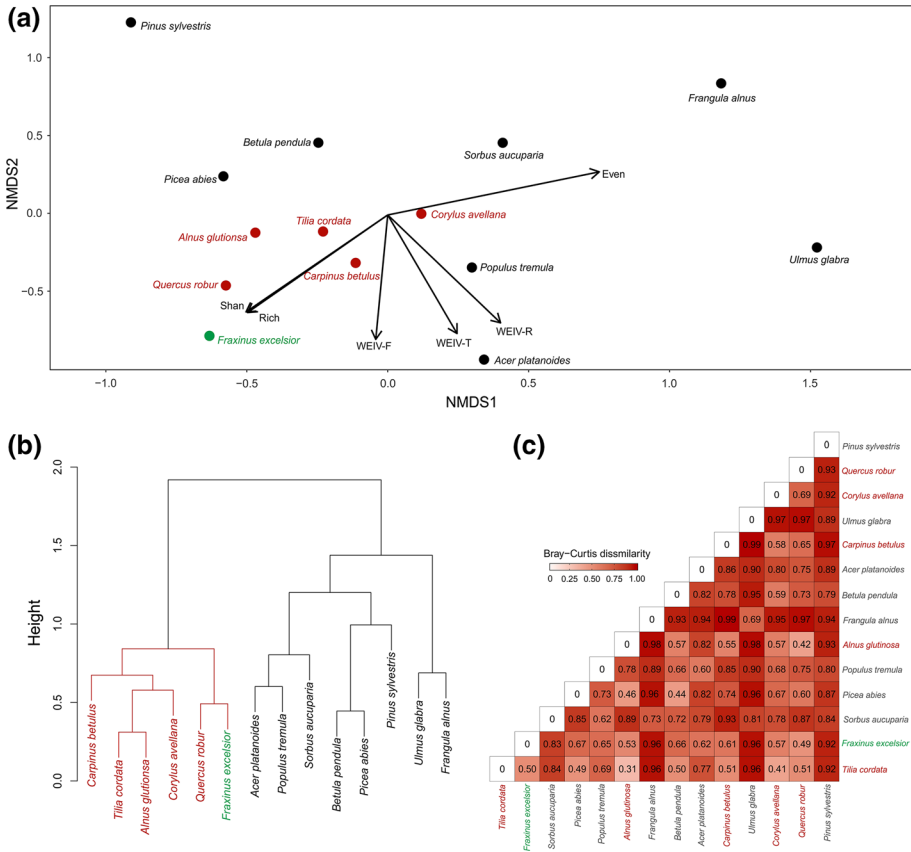 (a)
Pinus sylvestris
Frangula alnus
Betula pendula
Sorbus aucuparia
Picea abies
Even
Tilia cordata
Corylus avellana
Alnus glutionsa
Ulmus glabra
Carpinus betulus
Populus tremula
Quercus robur
Shan
Rich
WEIV-R
Fraxinus excelsior
WEIV-F
WEIV-T
Acer platanoides
NMDS2
1.0
0.5
0.0
−0.5
−1.0
−0.5
0.0
0.5
1.0
1.5
NMDS1
(b)
Height
2.0
1.5
1.0
0.5
0.0
Carpinus betulus
Tilia cordata
Alnus glutionsa
Corylus avellana
Quercus robur
Fraxinus excelsior
Acer platanoides
Populus tremula
Sorbus aucuparia
Betula pendula
Picea abies
Pinus sylvestris
Ulmus glabra
Frangula alnus
(c)
Bray−Curtis dissmilarity
0 0.25 0.50 0.75 1.00
0 Pinus sylvestris
0 0.93 Quercus robur
0 0.69 0.92 Corylus avellana
0 0.97 0.97 0.89 Ulmus glabra
0 0.99 0.58 0.65 0.97 Carpinus betulus
0 0.86 0.90 0.80 0.75 0.89 Acer platanoides
0 0.82 0.78 0.95 0.59 0.73 0.79 Betula pendula
0 0.93 0.94 0.99 0.69 0.95 0.97 0.94 Frangula alnus
0 0.98 0.57 0.82 0.55 0.98 0.57 0.42 0.93 Alnus glutinosa
0 0.78 0.89 0.66 0.60 0.85 0.90 0.68 0.75 0.80 Populus tremula
0 0.73 0.46 0.96 0.44 0.82 0.74 0.96 0.67 0.60 0.87 Picea abies
0 0.85 0.62 0.89 0.73 0.72 0.79 0.93 0.81 0.78 0.87 0.84 Sorbus aucuparia
0 0.83 0.67 0.65 0.53 0.96 0.66 0.62 0.61 0.96 0.57 0.49 0.92 Fraxinus excelsior
0 0.50 0.84 0.49 0.69 0.31 0.96 0.50 0.77 0.51 0.96 0.41 0.51 0.92 Tilia cordata
Tilia cordata
Fraxinus excelsior
Sorbus aucuparia
Picea abies
Populus tremula
Alnus glutinosa
Frangula alnus
Betula pendula
Acer platanoides
Carpinus betulus
Ulmus glabra
Corylus avellana
Quercus robur
Pinus sylvestris